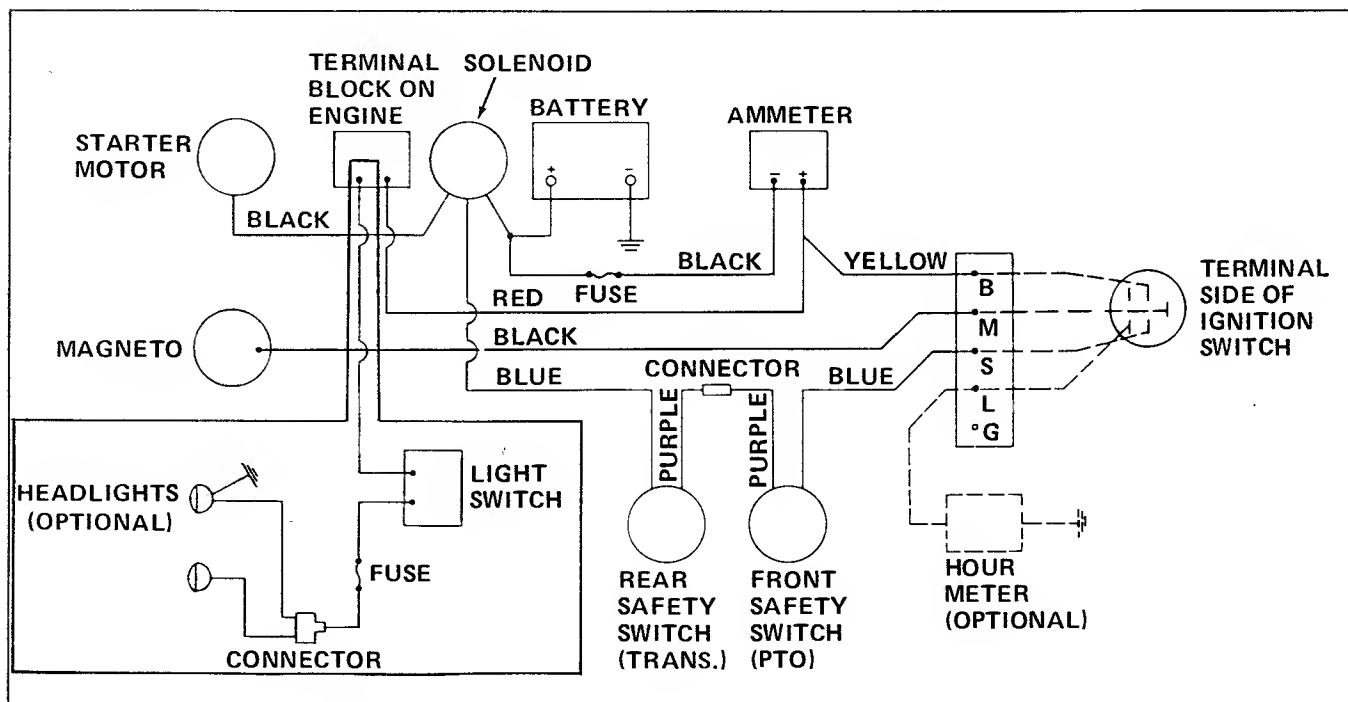 TERMINAL
BLOCK ON
ENGINE
SOLENOID
BATTERY
+
-
AMMETER
-
+
STARTER
MOTOR
BLACK
FUSE
BLACK
YELLOW
RED
B
M
S
L
°G
TERMINAL
SIDE OF
IGNITION
SWITCH
MAGNETO
BLACK
BLUE
CONNECTOR
BLUE
PURPLE
PURPLE
HEADLIGHTS
(OPTIONAL)
LIGHT
SWITCH
FUSE
CONNECTOR
REAR
SAFETY
SWITCH
(TRANS.)
FRONT
SAFETY
SWITCH
(PTO)
HOUR
METER
(OPTIONAL)